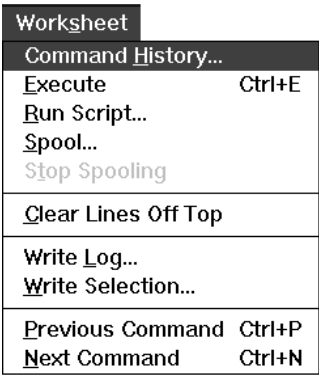 Worksheet
Command History...
Execute Ctrl+E
Run Script...
Spool...
Stop Spooling
Clear Lines Off Top
Write Log...
Write Selection...
Previous Command Ctrl+P
Next Command Ctrl+N